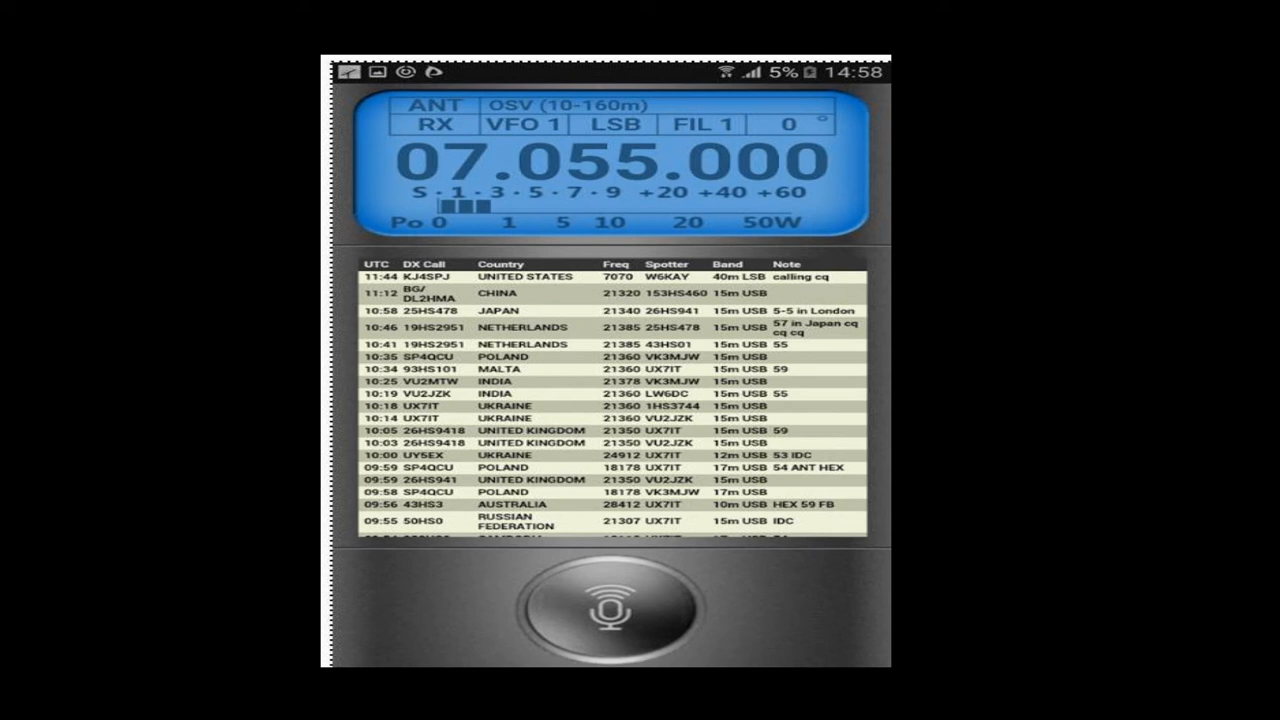 5% 14:58
ANT OSV (10-160m)
RX VFO 1 LSB FIL 1 0 °
07.055.000
S · 1 · 3 · 5 · 7 · 9 +20 +40 +60
Po 0 1 5 10 20 50W
UTC DX Call Country Freq Spotter Band Note
11:44 KJ4SPJ UNITED STATES 7070 W6KAY 40m LSB calling cq
11:12 BG/ DL2HMA CHINA 21320 153HS460 15m USB
10:58 25HS478 JAPAN 21340 26HS941 15m USB 5-5 in London
10:46 19HS2951 NETHERLANDS 21385 25HS478 15m USB 57 in Japan cq cq cq
10:41 19HS2951 NETHERLANDS 21385 43HS01 15m USB 55
10:35 SP4QCU POLAND 21360 VK3MJW 15m USB
10:34 93HS101 MALTA 21360 UX7IT 15m USB 59
10:25 VU2MTW INDIA 21378 VK3MJW 15m USB
10:19 VU2JZK INDIA 21360 LW6DC 15m USB 55
10:18 UX7IT UKRAINE 21360 1HS3744 15m USB
10:14 UX7IT UKRAINE 21360 VU2JZK 15m USB
10:05 26HS9418 UNITED KINGDOM 21350 UX7IT 15m USB 59
10:03 26HS9418 UNITED KINGDOM 21350 VU2JZK 15m USB
10:00 UY5EX UKRAINE 24912 UX7IT 12m USB 53 IDC
09:59 SP4QCU POLAND 18178 UX7IT 17m USB 54 ANT HEX
09:59 26HS941 UNITED KINGDOM 21350 VU2JZK 15m USB
09:58 SP4QCU POLAND 18178 VK3MJW 17m USB
09:56 43HS3 AUSTRALIA 28412 UX7IT 10m USB HEX 59 FB
09:55 50HS0 RUSSIAN FEDERATION 21307 UX7IT 15m USB IDC